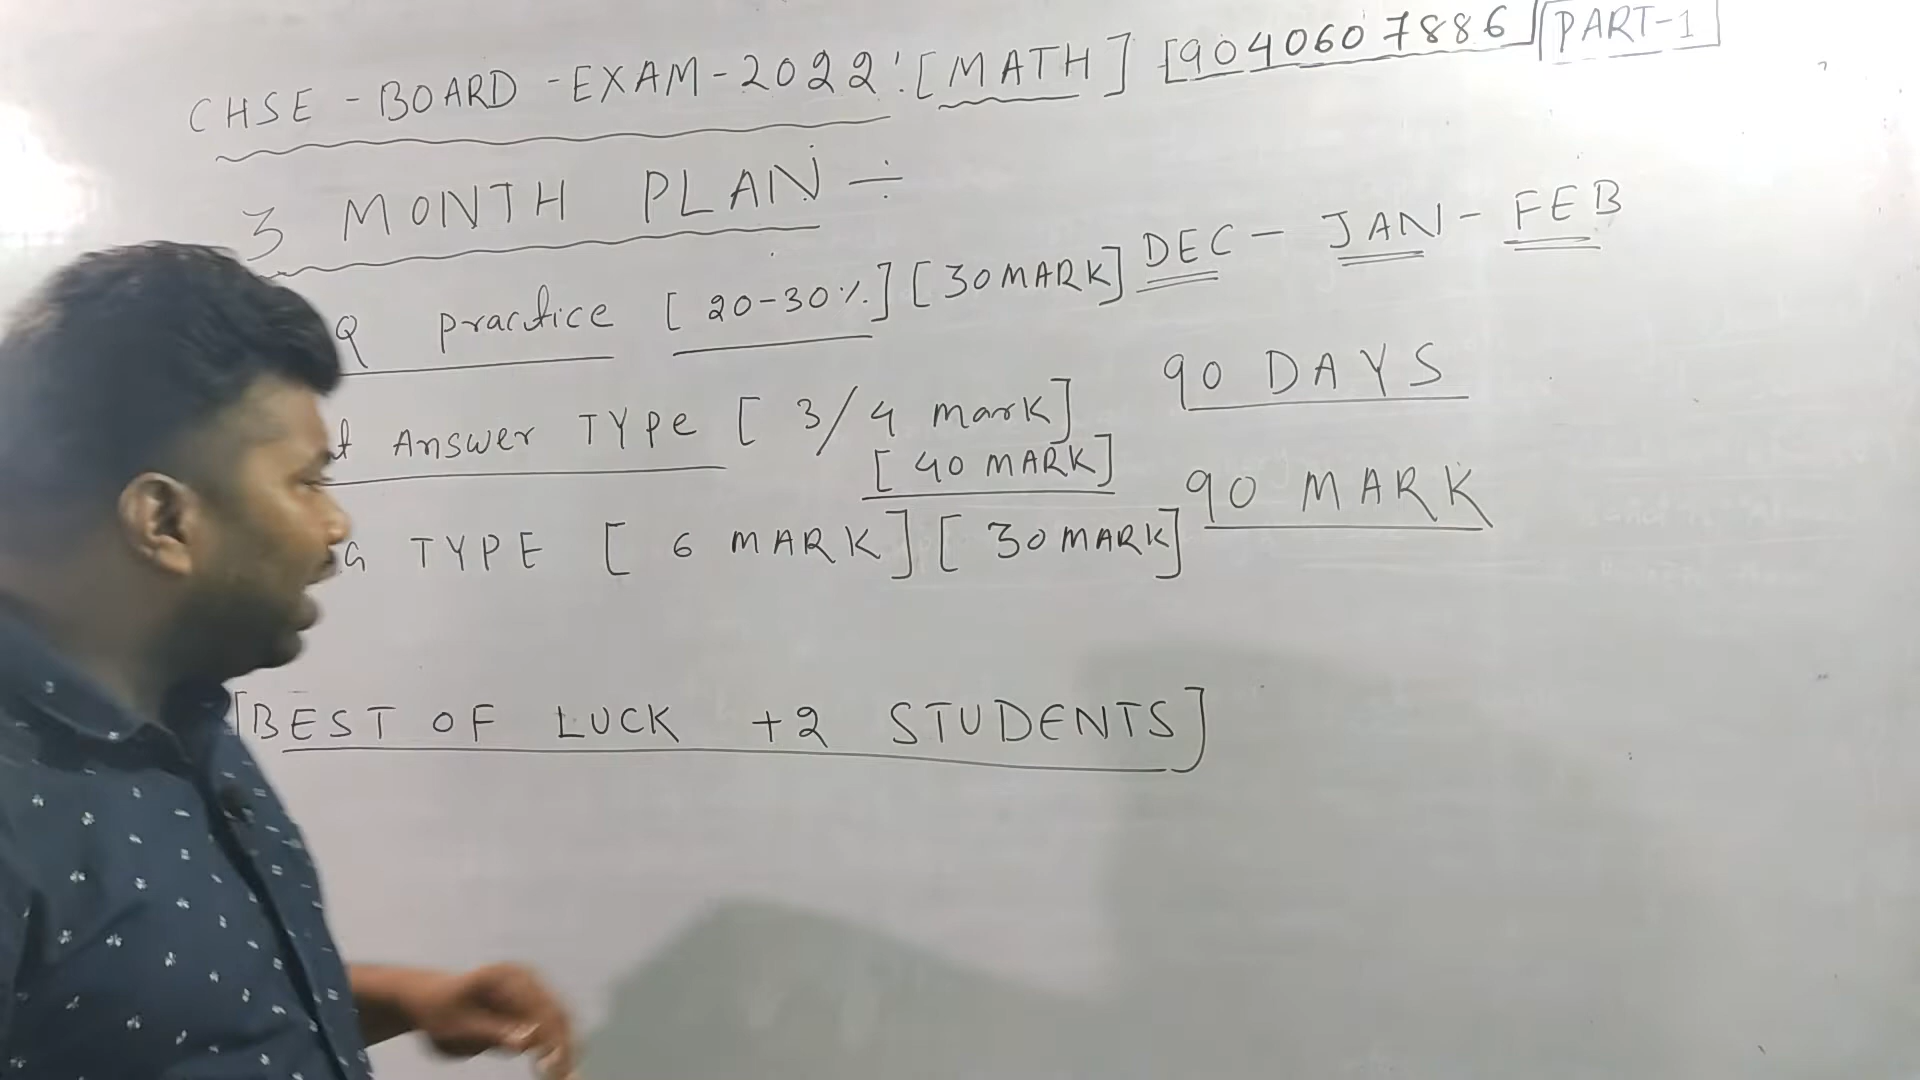 CHSE - BOARD - EXAM - 2022 : [MATH] [9040607886] PART-1
3 MONTH PLAN ÷
DEC - JAN - FEB
Q practice [20-30%] [30 MARK]
90 DAYS
t Answer TYPE [3/4 mark]
[40 MARK]
90 MARK
G TYPE [6 MARK] [30 MARK]
[BEST OF LUCK +2 STUDENTS]